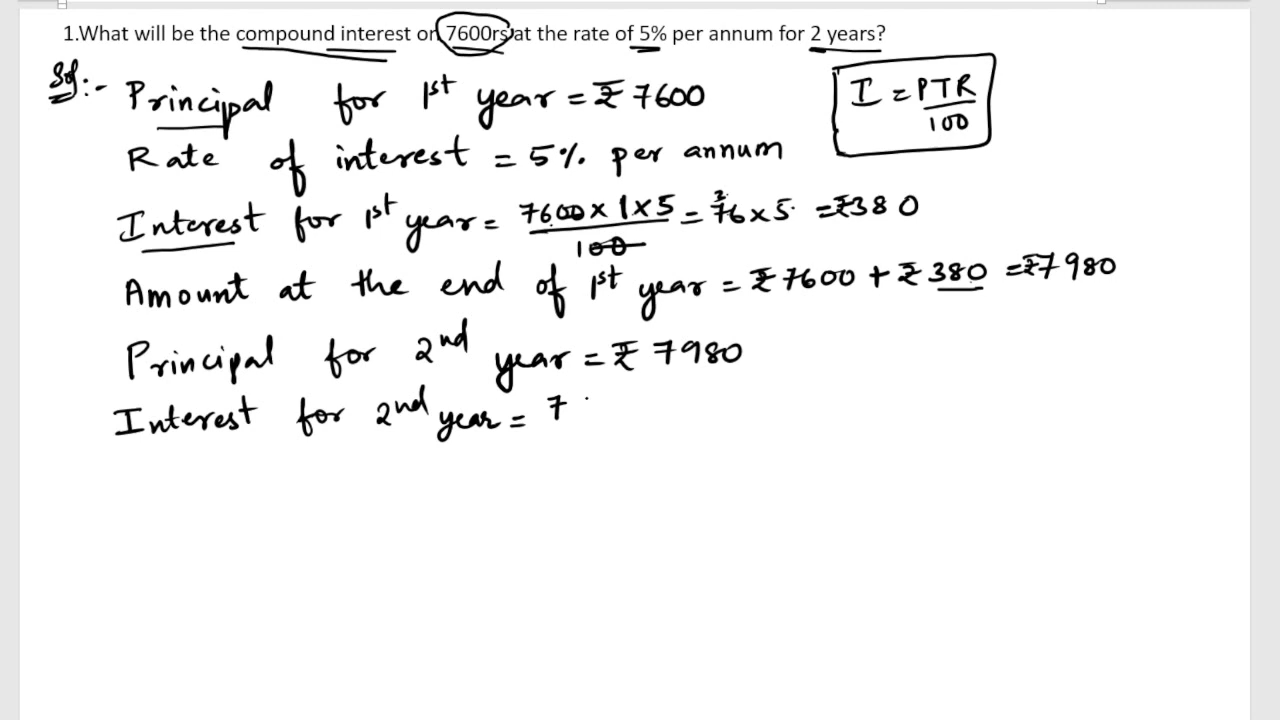 1.What will be the compound interest on 7600rs at the rate of 5% per annum for 2 years?
Sol:- Principal for 1st year = ₹ 7600
I = PTR/100
Rate of interest = 5% per annum
Interest for 1st year = 7600 x 1 x 5/100 = 76 x 5 = ₹380
Amount at the end of 1st year = ₹ 7600 + ₹ 380 = ₹7980
Principal for 2nd year = ₹ 7980
Interest for 2nd year = 7